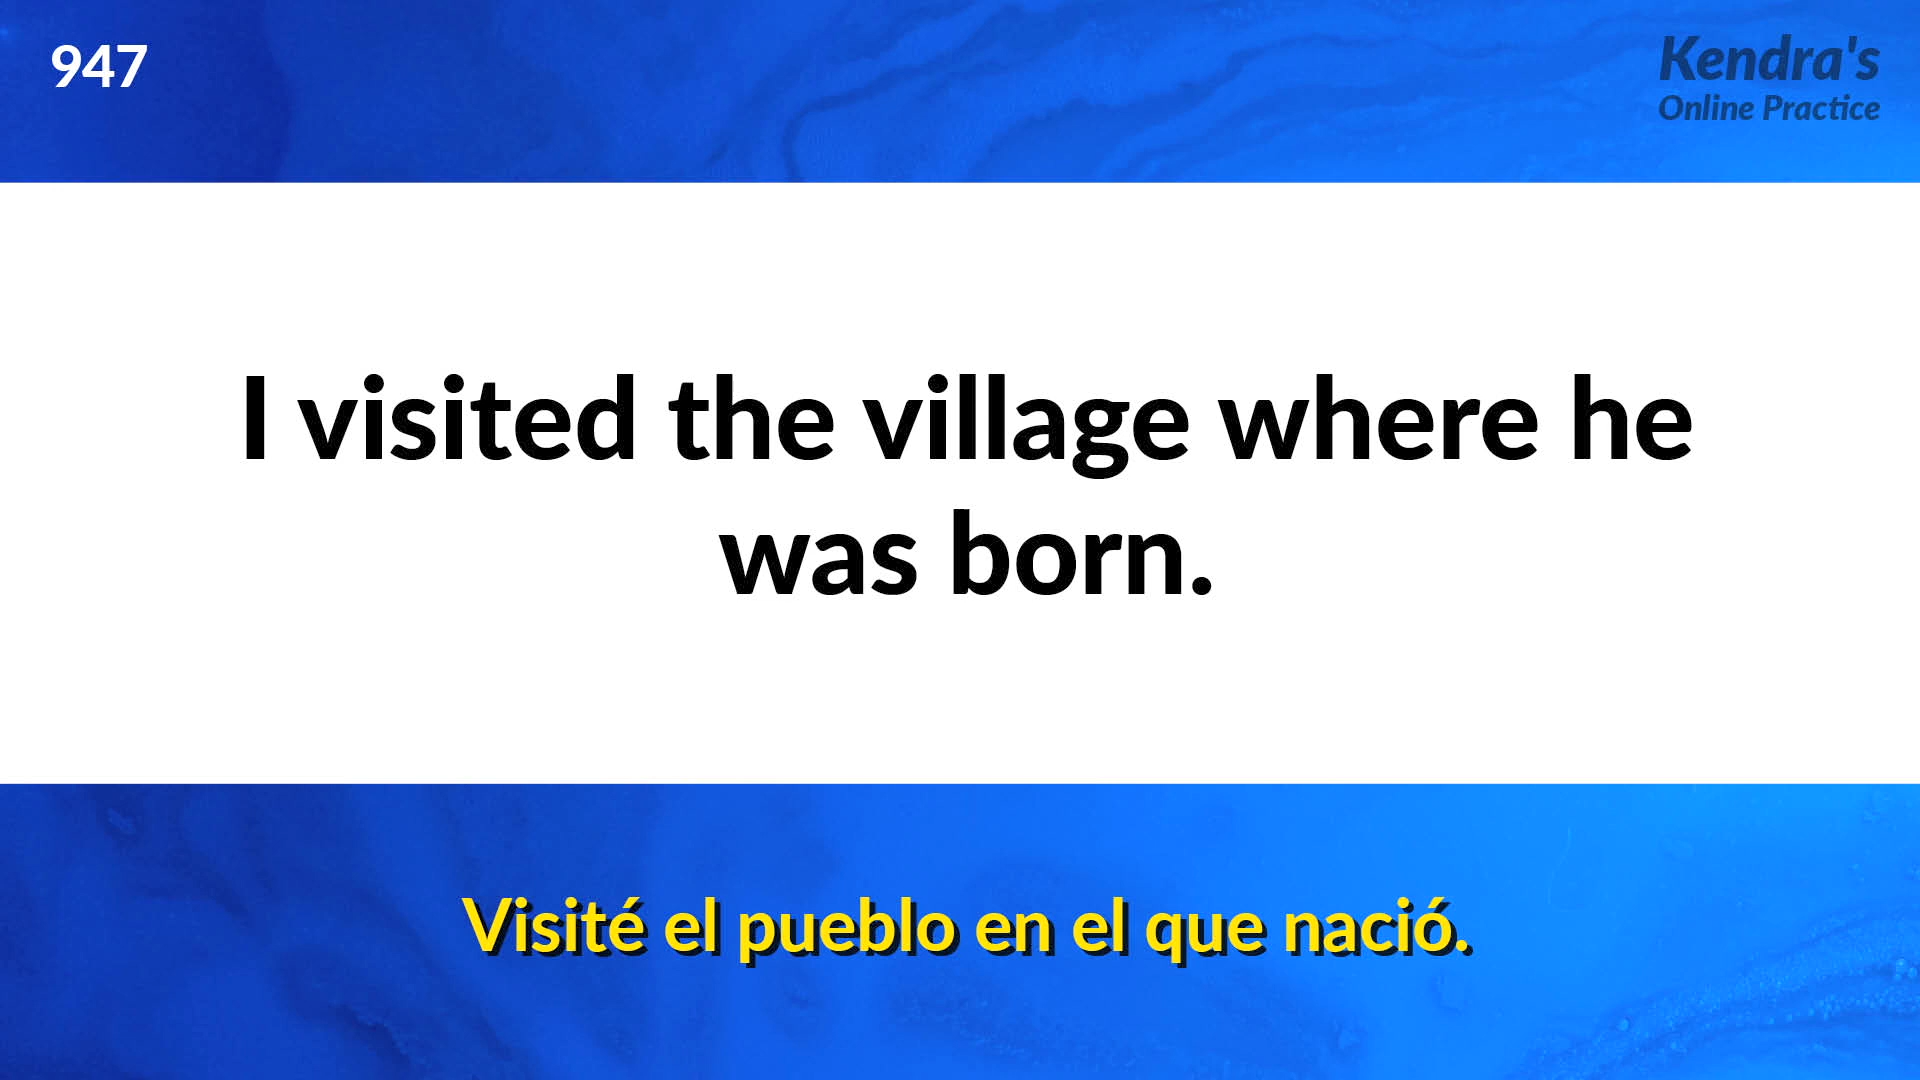 947
Kendra's
Online Practice
I visited the village where he
was born.
Visité el pueblo en el que nació.